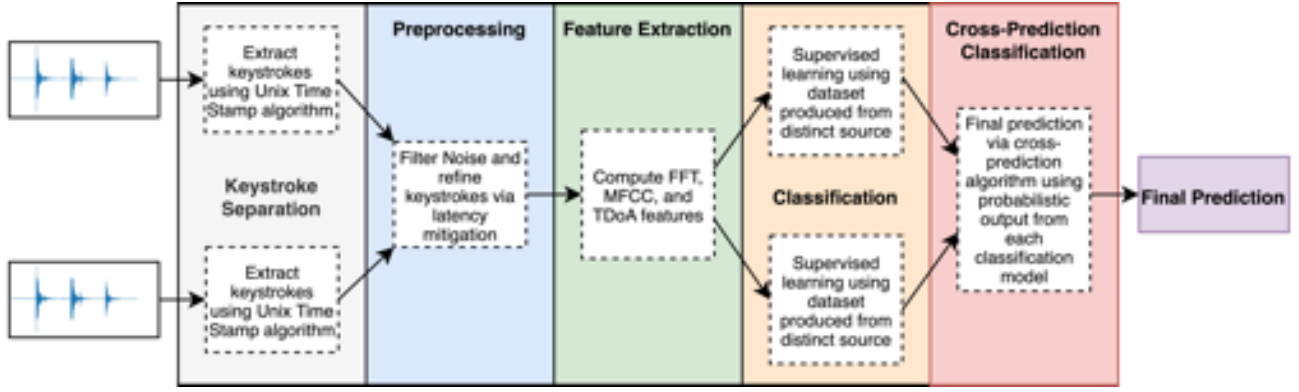 Extract
keystrokes
using Unix Time
Stamp algorithm
Keystroke
Separation
Extract
keystrokes
using Unix Time
Stamp algorithm
Preprocessing
Filter Noise and
refine
keystrokes via
latency
mitigation
Feature Extraction
Compute FFT,
MFCC, and
TDoA features
Supervised
learning using
dataset
produced from
distinct source
Classification
Supervised
learning using
dataset
produced from
distinct source
Cross-Prediction
Classification
Final prediction
via cross-
prediction
algorithm using
probabilistic
output from
each
classification
model
Final Prediction